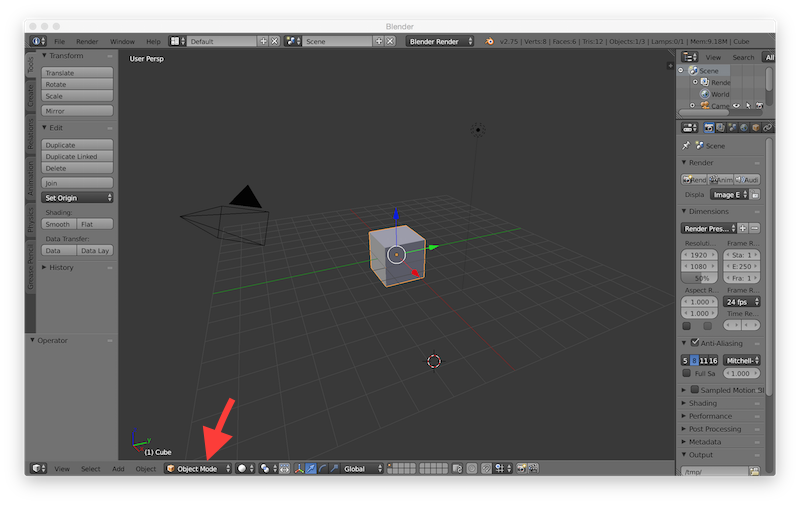 Blender
File Render Window Help Default Scene Blender Render v2.75 | Verts:8 | Faces:6 | Tris:12 | Objects:1/3 | Lamps:0/1 | Mem:9.18M | Cube
Tools
Create
Relations
Animation
Physics
Grease Pencil
Transform
Translate
Rotate
Scale
Mirror
Edit
Duplicate
Duplicate Linked
Delete
Join
Set Origin
Shading:
Smooth Flat
Data Transfer:
Data Data Lay
History
Operator
User Persp
(1) Cube
View Select Add Object Object Mode Global
View Search All
Scene
Rende
World
Came
Scene
Render
Rend Anim Audi
Displa Image E
Dimensions
Render Pres...
Resoluti... Frame R...
1920 Sta: 1
1080 E:250
50% Fra: 1
Aspect R... Frame R...
1.000 24 fps
1.000 Time Re...
Anti-Aliasing
5 8 11 16 Mitchell-
Full Sa 1.000
Sampled Motion Bl
Shading
Performance
Post Processing
Metadata
Output
/tmp/